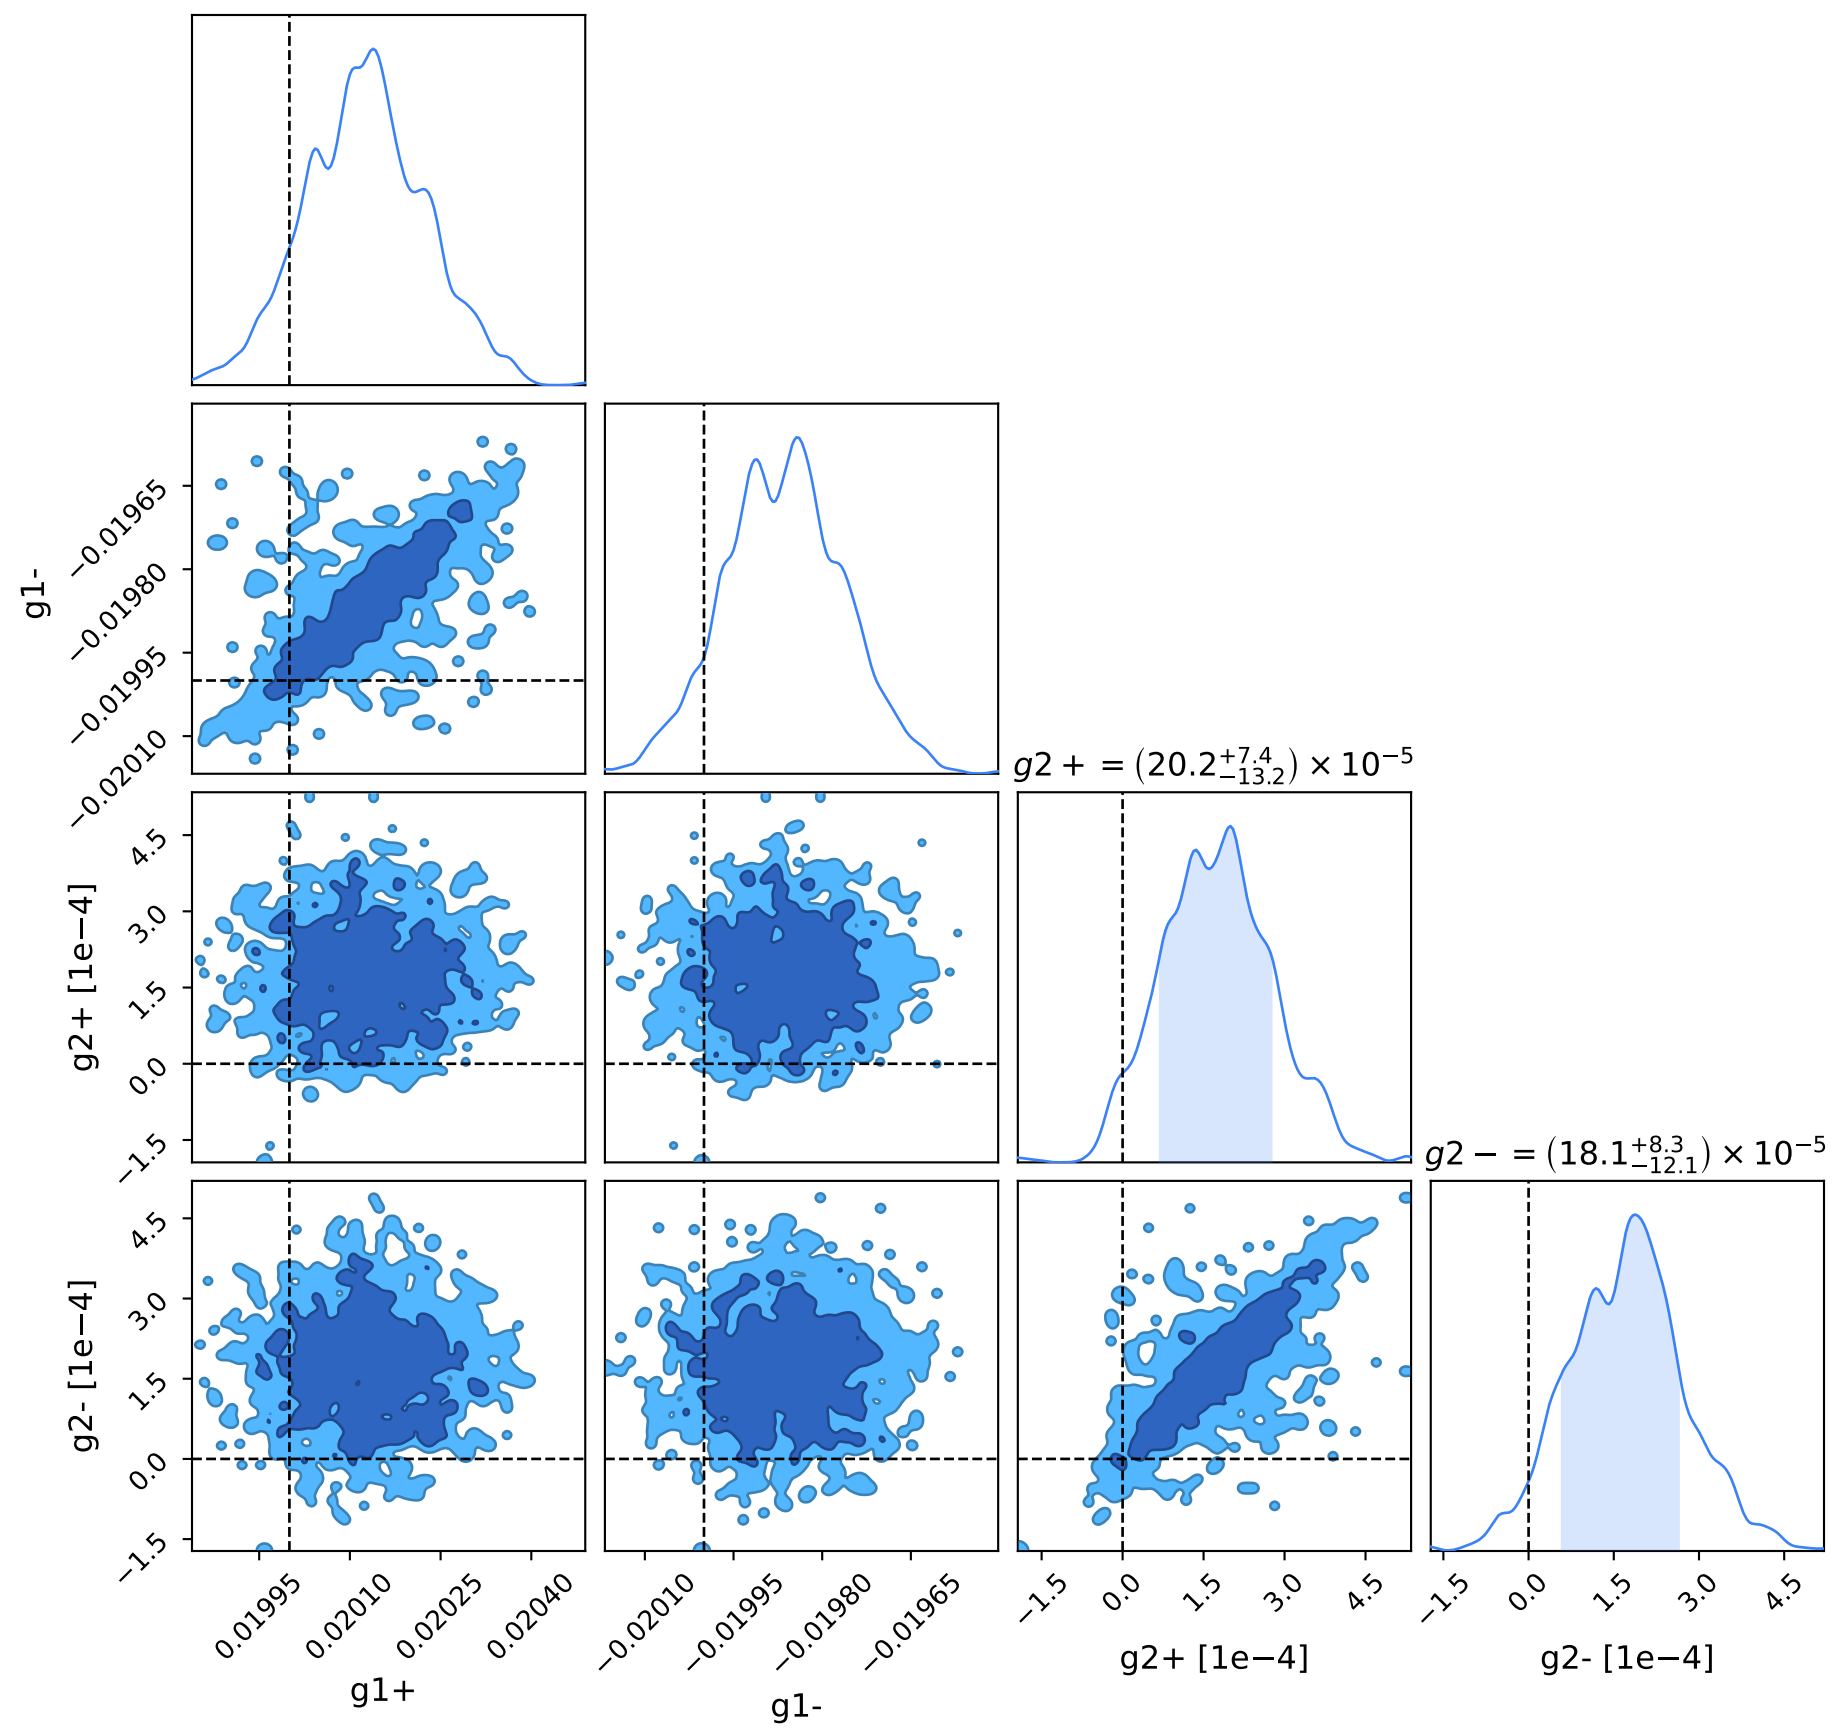 g1-
−0.01965
−0.01980
−0.01995
−0.02010
g2+ = (20.2 +7.4 −13.2) × 10−5
g2+ [1e−4]
4.5
3.0
1.5
0.0
−1.5
g2− = (18.1 +8.3 −12.1) × 10−5
g2- [1e−4]
4.5
3.0
1.5
0.0
−1.5
0.01995 0.02010 0.02025 0.02040
−0.02010 −0.01995 −0.01980 −0.01965
−1.5 0.0 1.5 3.0 4.5
−1.5 0.0 1.5 3.0 4.5
g1+
g1-
g2+ [1e−4]
g2- [1e−4]